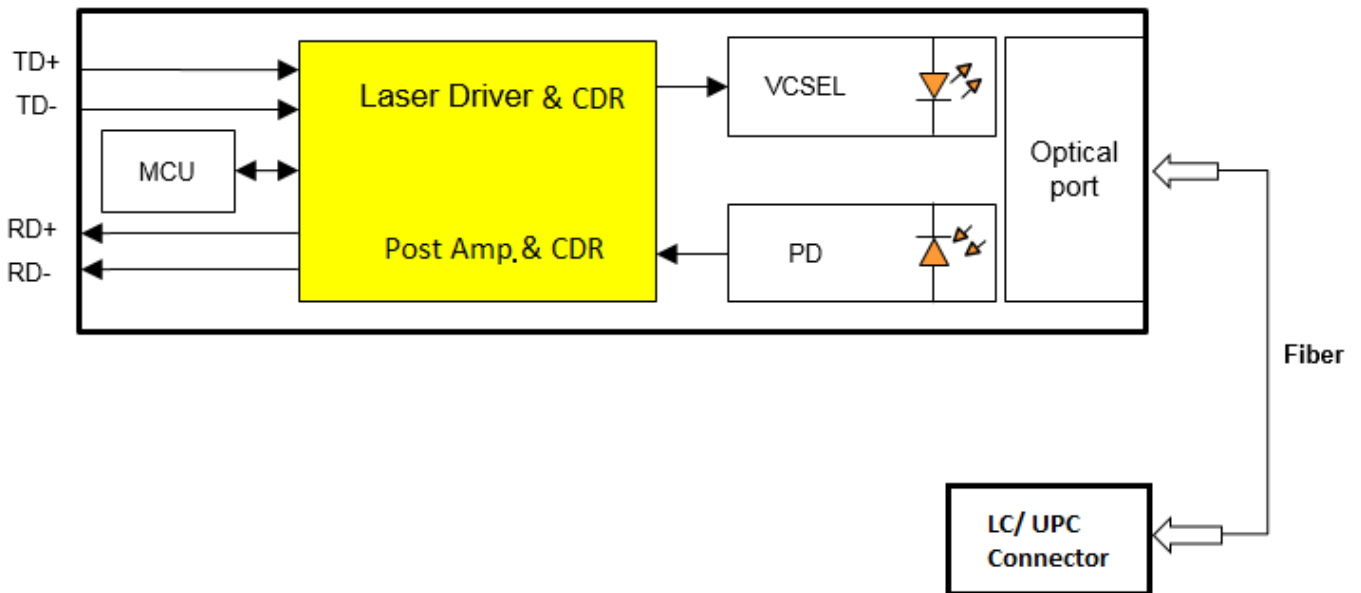 TD+
TD-
Laser Driver & CDR
VCSEL
MCU
Optical
port
RD+
RD-
Post Amp. & CDR
PD
Fiber
LC/ UPC
Connector